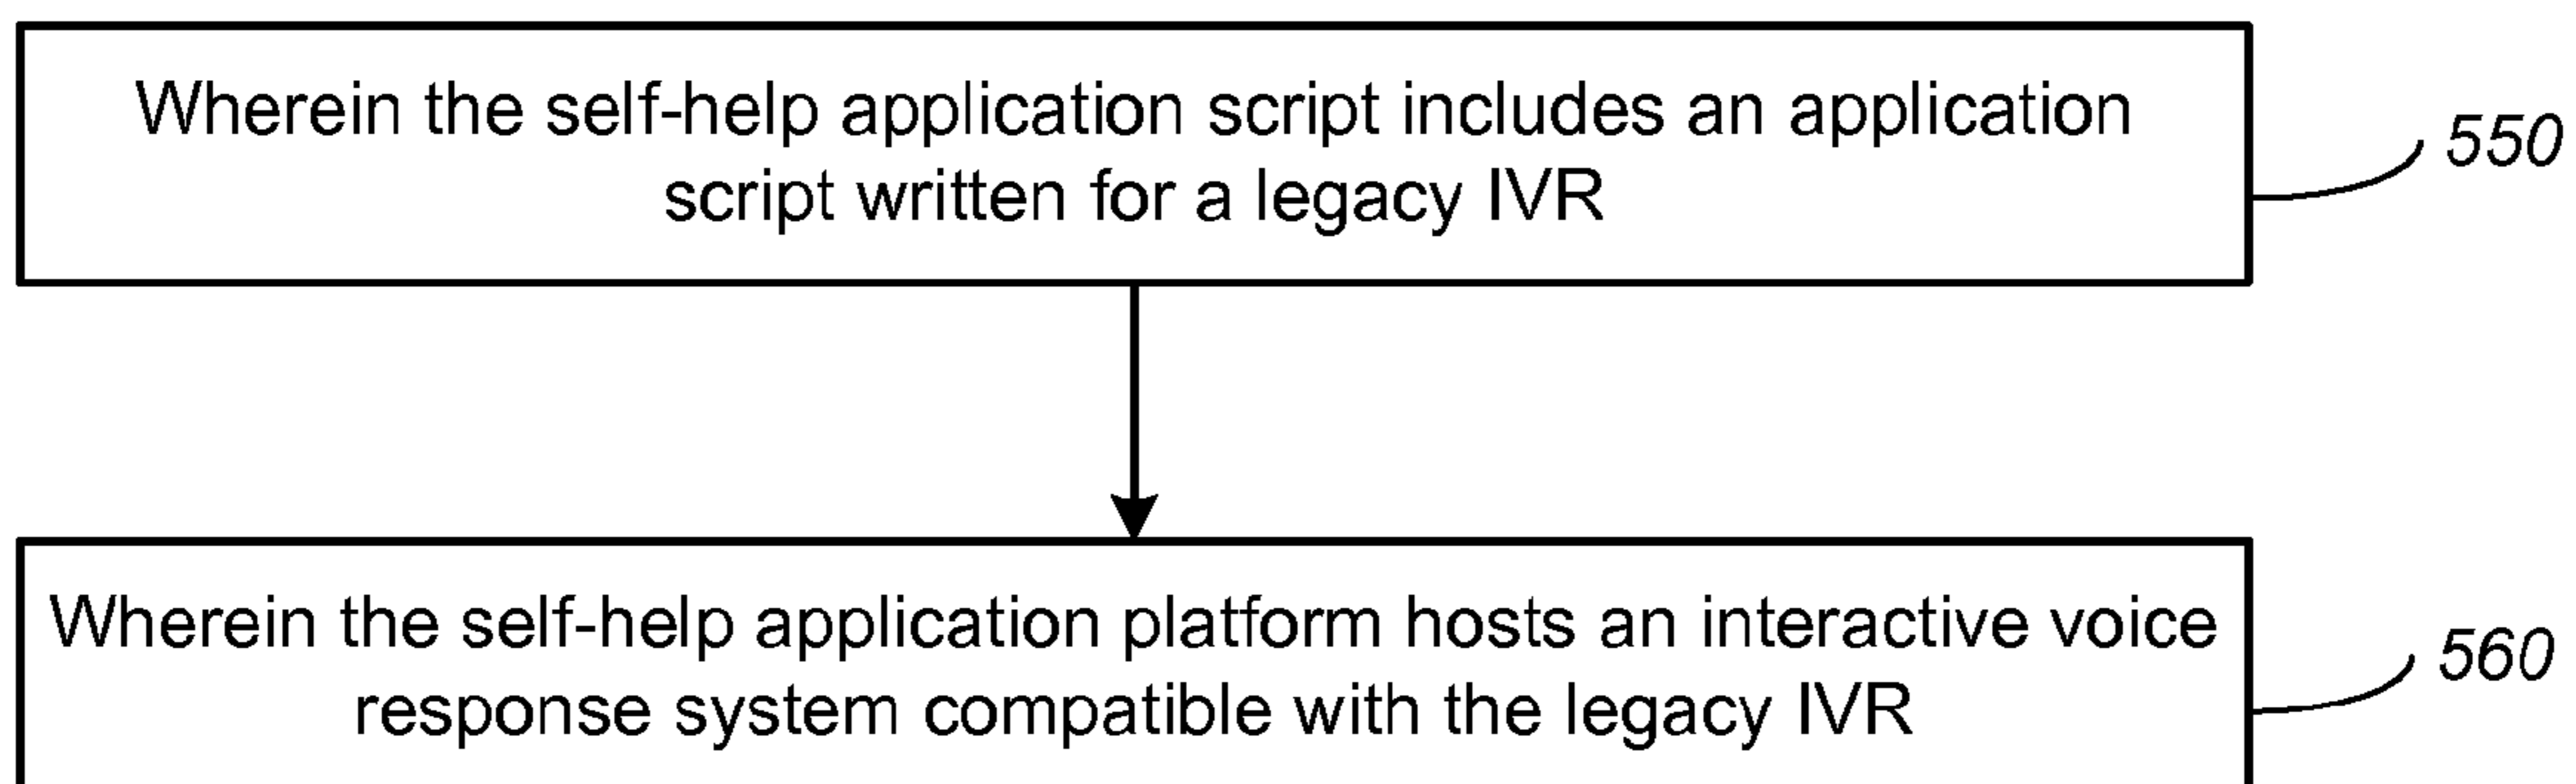 Wherein the self-help application script includes an application
script written for a legacy IVR
550
Wherein the self-help application platform hosts an interactive voice
response system compatible with the legacy IVR
560